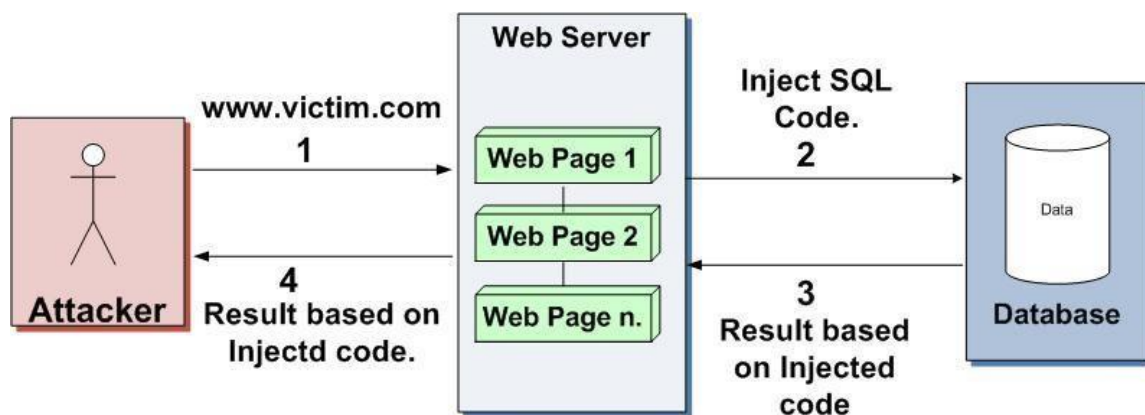 Web Server
www.victim.com
1
Inject SQL
Code.
2
Web Page 1
Web Page 2
Web Page n.
Data
Attacker
4
Result based on
Injectd code.
3
Result based
on Injected
code
Database